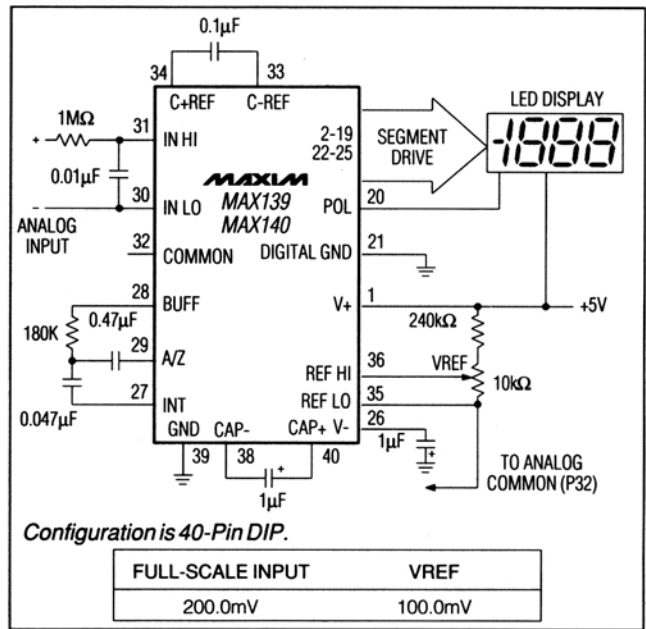 0.1µF
34
33
C+REF
C-REF
LED DISPLAY
1MΩ
+
31
IN HI
2-19
22-25
SEGMENT
DRIVE
-1888
0.01µF
MAXIM
MAX139
MAX140
–
30
IN LO
POL
20
ANALOG
INPUT
32
COMMON
DIGITAL GND
21
28
BUFF
V+
1
+5V
180K
0.47µF
240kΩ
29
A/Z
36
REF HI
VREF
10kΩ
27
INT
REF LO
35
0.047µF
26
GND
CAP-
CAP+
V-
1µF
+
39
38
40
+
1µF
TO ANALOG
COMMON (P32)
Configuration is 40-Pin DIP.
FULL-SCALE INPUT
VREF
200.0mV
100.0mV